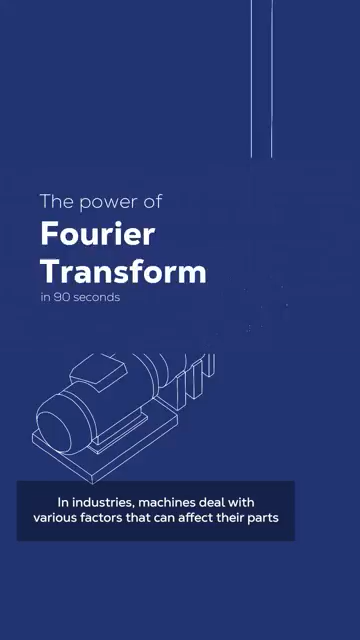 The power of
Fourier
Transform
in 90 seconds
In industries, machines deal with
various factors that can affect their parts